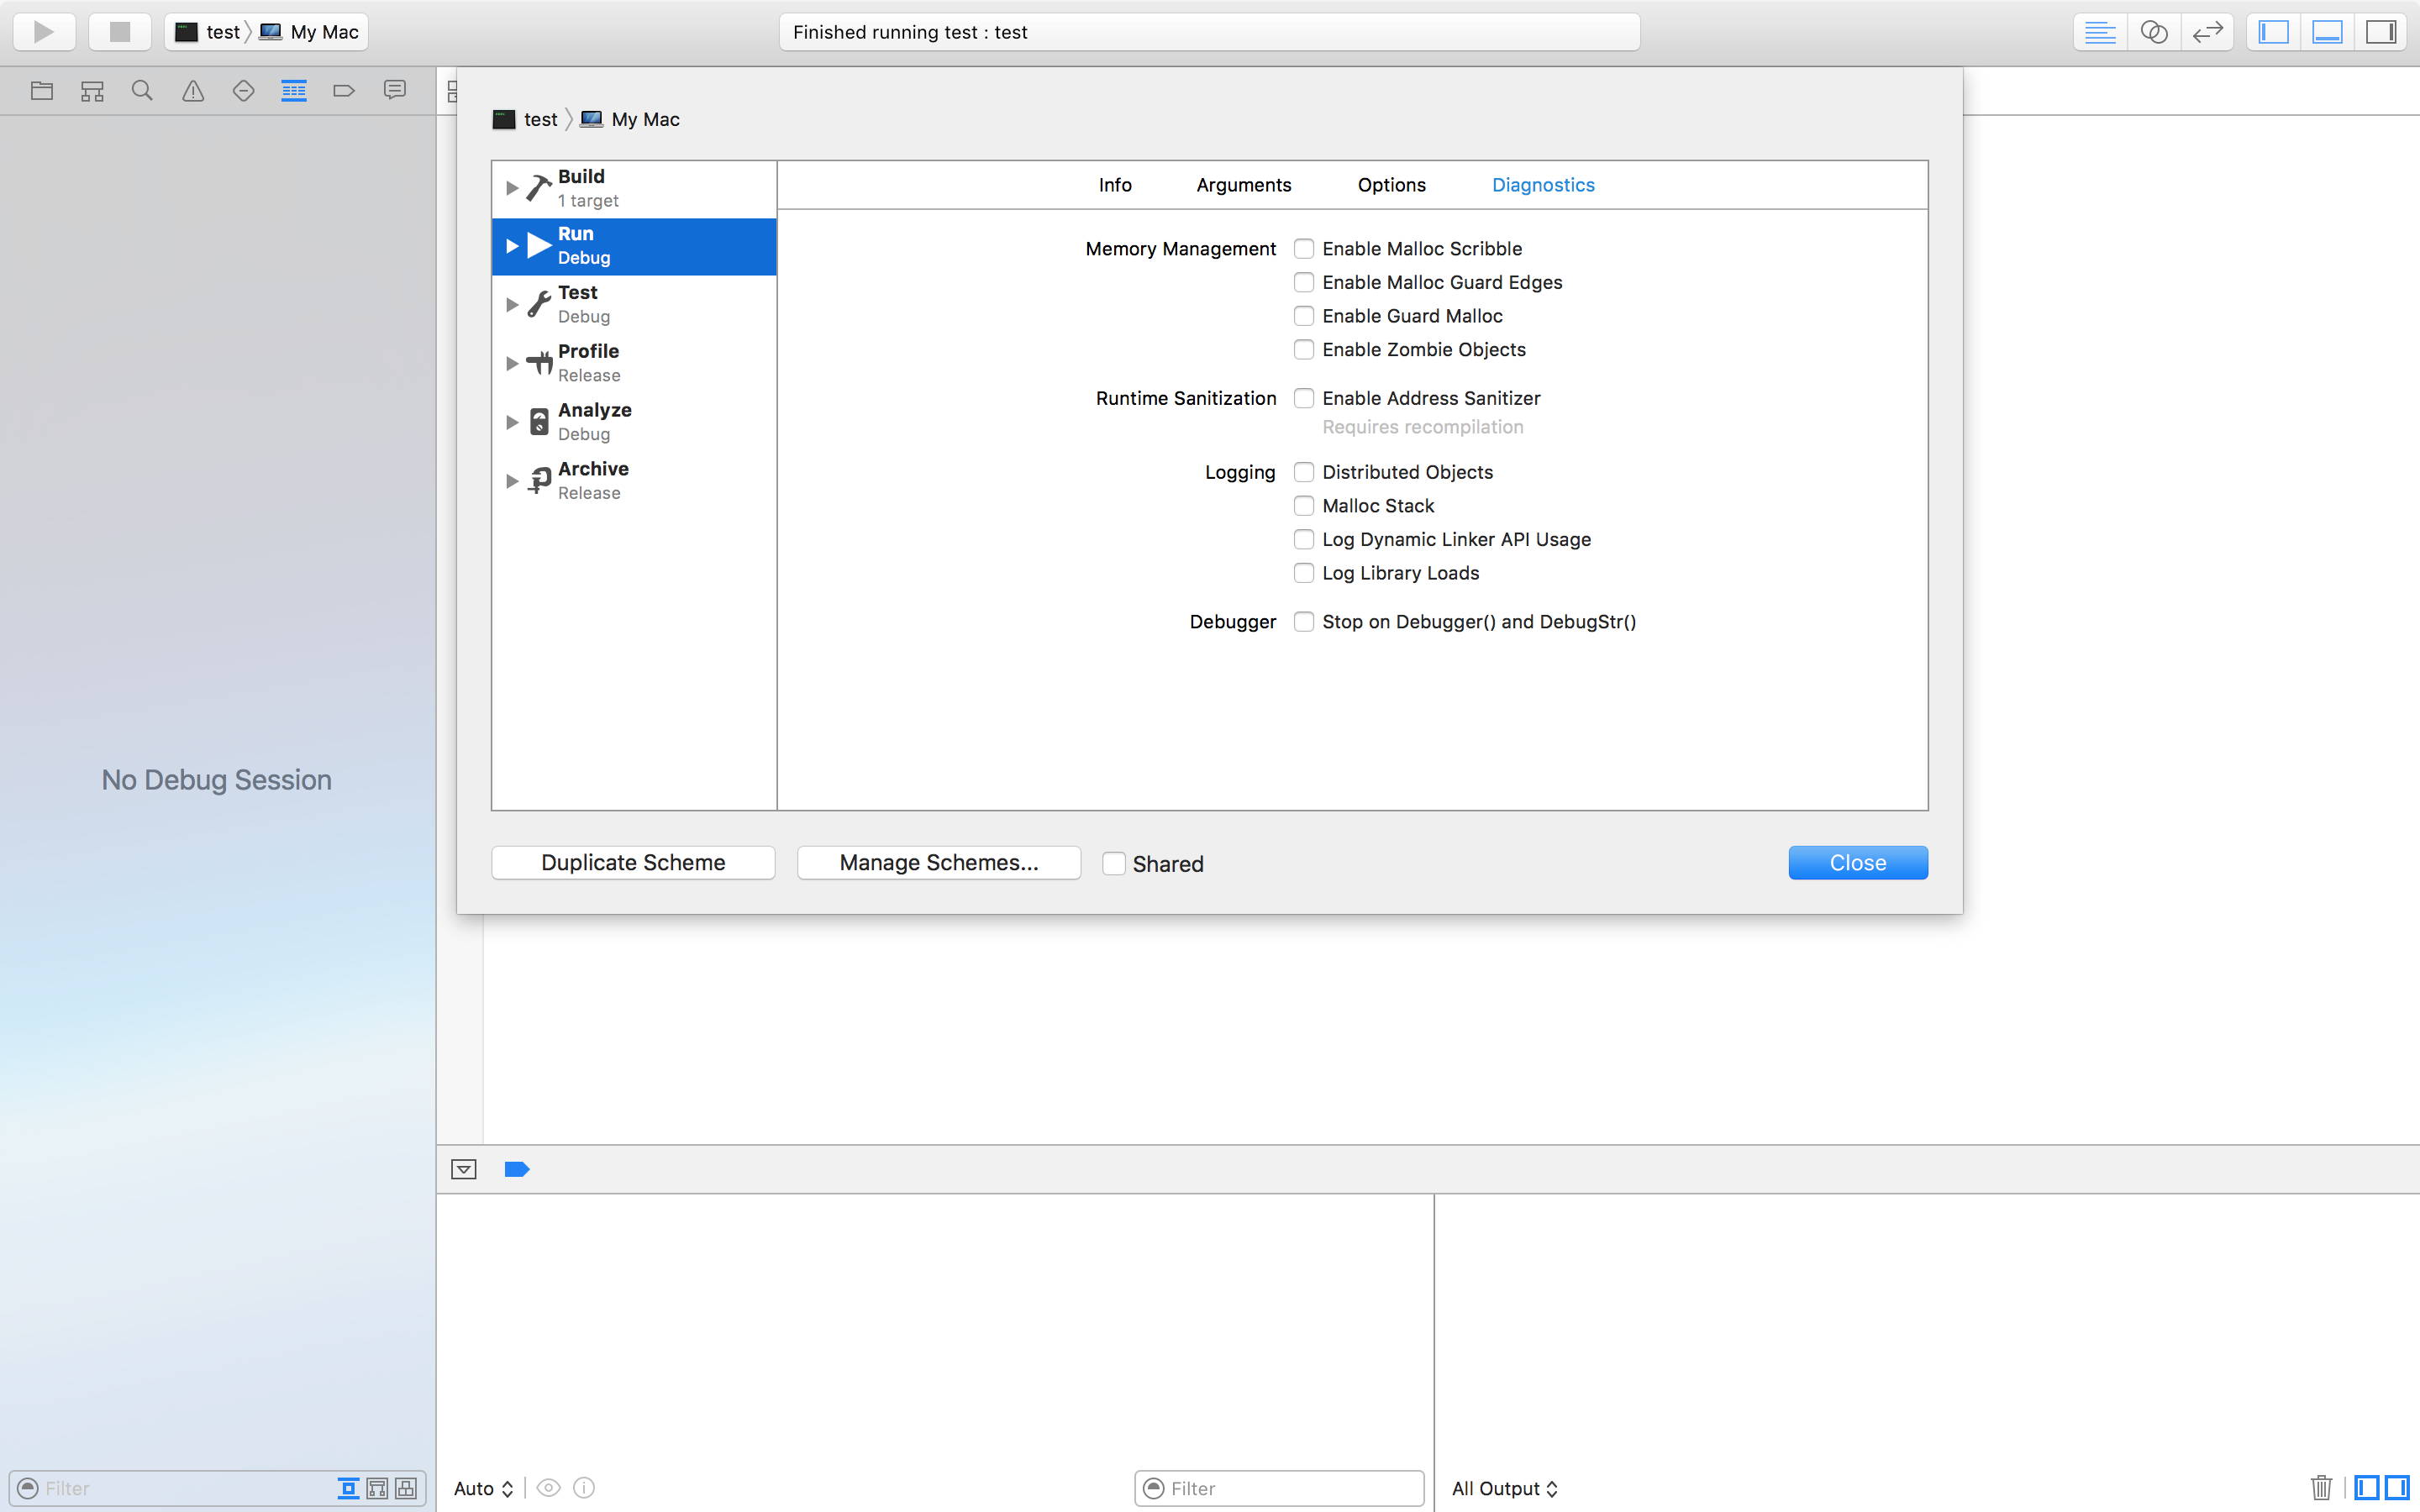 test My Mac
Finished running test : test
test My Mac
Build
1 target
Run
Debug
Test
Debug
Profile
Release
Analyze
Debug
Archive
Release
Info Arguments Options Diagnostics
Memory Management Enable Malloc Scribble
Enable Malloc Guard Edges
Enable Guard Malloc
Enable Zombie Objects
Runtime Sanitization Enable Address Sanitizer
Requires recompilation
Logging Distributed Objects
Malloc Stack
Log Dynamic Linker API Usage
Log Library Loads
Debugger Stop on Debugger() and DebugStr()
No Debug Session
Duplicate Scheme Manage Schemes... Shared Close
Filter
Auto
Filter
All Output